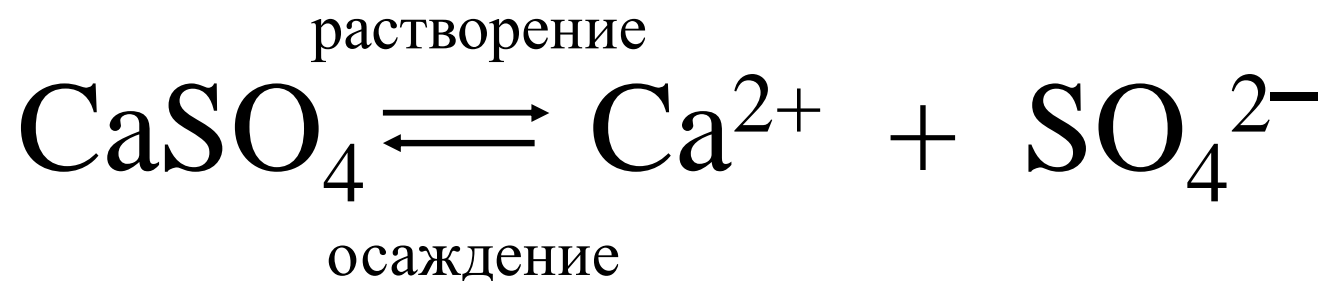 растворение
CaSO₄ ⇌ Ca²⁺ + SO₄²⁻
осаждение